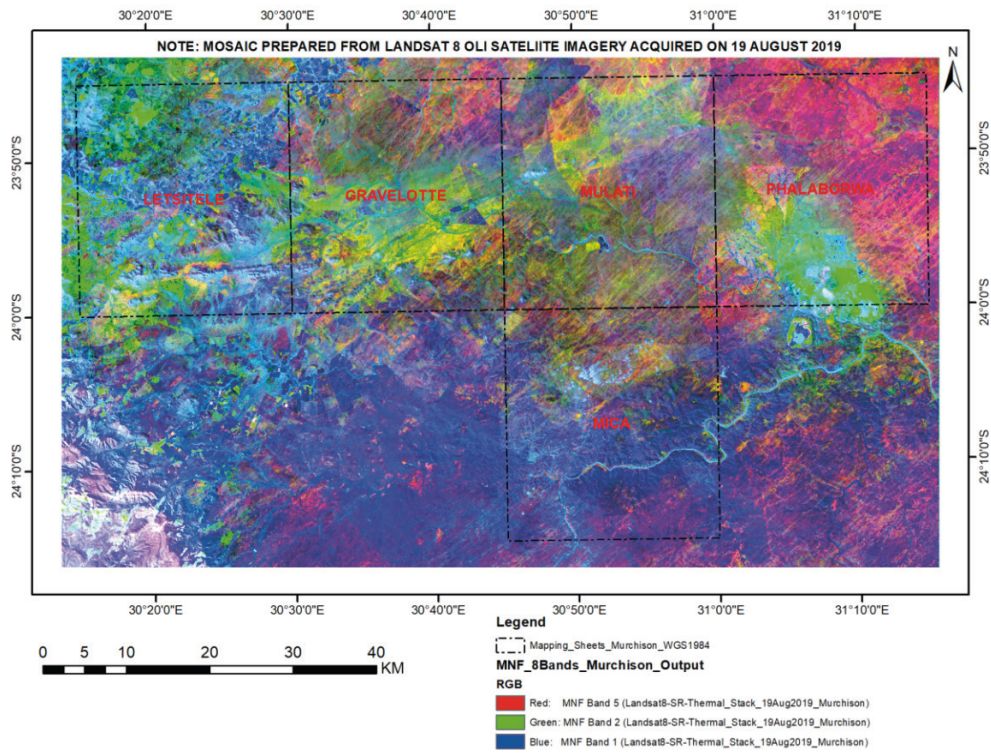 30°20'0"E 30°30'0"E 30°40'0"E 30°50'0"E 31°0'0"E 31°10'0"E
NOTE: MOSAIC PREPARED FROM LANDSAT 8 OLI SATELIITE IMAGERY ACQUIRED ON 19 AUGUST 2019
N
23°50'0"S 23°50'0"S
LETSITELE GRAVELOTTE MULATI PHALABORWA
24°0'0"S 24°0'0"S
MICA
24°10'0"S 24°10'0"S
30°20'0"E 30°30'0"E 30°40'0"E 30°50'0"E 31°0'0"E 31°10'0"E
Legend
Mapping_Sheets_Murchison_WGS1984
0 5 10 20 30 40
KM
MNF_8Bands_Murchison_Output
RGB
Red: MNF Band 5 (Landsat8-SR-Thermal_Stack_19Aug2019_Murchison)
Green: MNF Band 2 (Landsat8-SR-Thermal_Stack_19Aug2019_Murchison)
Blue: MNF Band 1 (Landsat8-SR-Thermal_Stack_19Aug2019_Murchison)